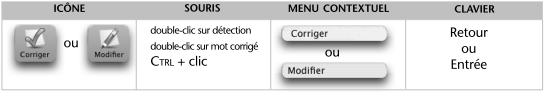 ICÔNE SOURIS MENU CONTEXTUEL CLAVIER
Corriger
ou
Modifier
double-clic sur détection
double-clic sur mot corrigé
CTRL + clic
Corriger
ou
Modifier
Retour
ou
Entrée